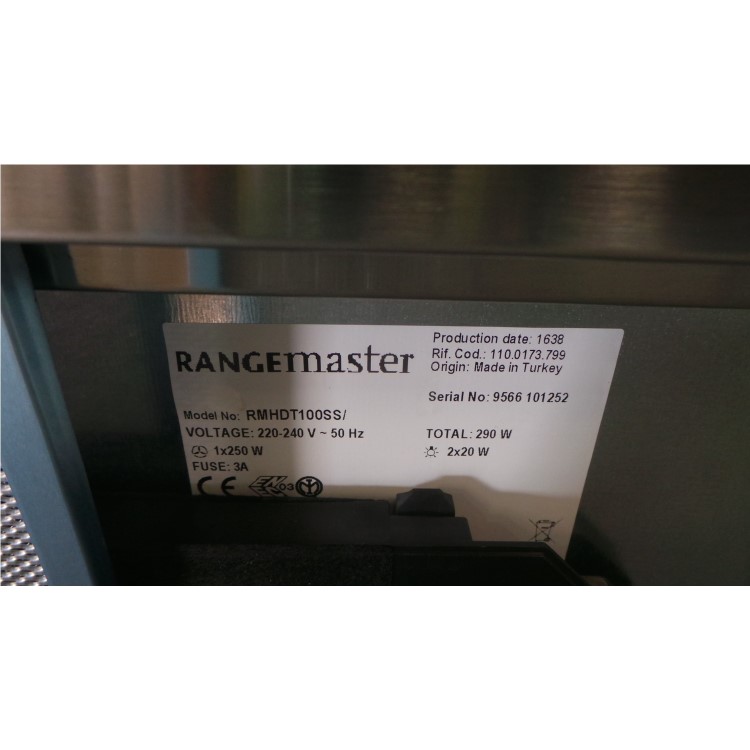 RANGEmaster
Production date: 1638
Rif. Cod.: 110.0173.799
Origin: Made in Turkey
Serial No: 9566 101252
Model No: RMHDT100SS/
VOLTAGE: 220-240 V ~ 50 Hz
TOTAL: 290 W
1x250 W
2x20 W
FUSE: 3A
CE
03